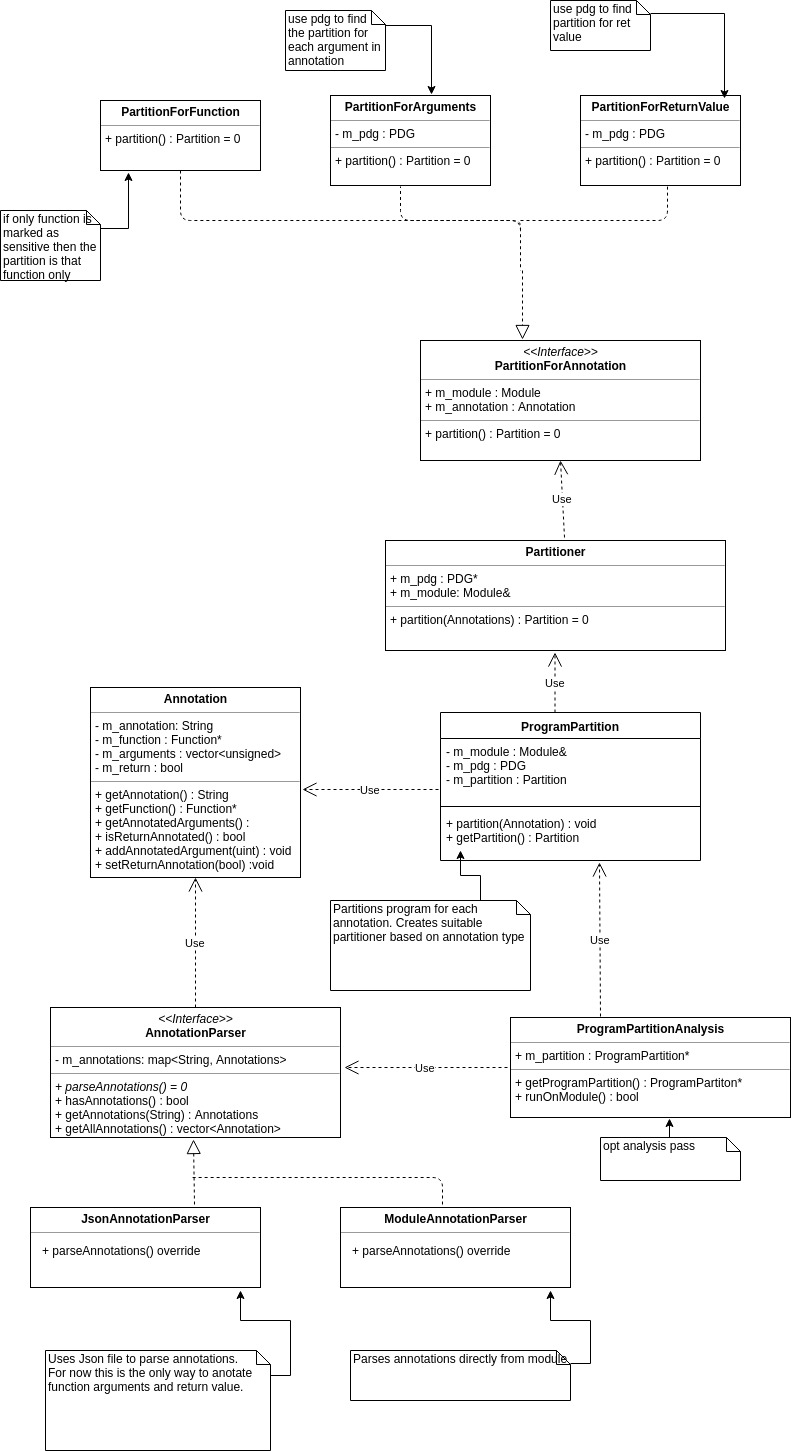 use pdg to find
the partition for
each argument in
annotation
use pdg to find
partition for ret
value
PartitionForFunction
+ partition() : Partition = 0
PartitionForArguments
- m_pdg : PDG
+ partition() : Partition = 0
PartitionForReturnValue
- m_pdg : PDG
+ partition() : Partition = 0
if only function is
marked as
sensitive then the
partition is that
function only
<<Interface>>
PartitionForAnnotation
+ m_module : Module
+ m_annotation : Annotation
+ partition() : Partition = 0
Use
Partitioner
+ m_pdg : PDG*
+ m_module: Module&
+ partition(Annotations) : Partition = 0
Use
Annotation
- m_annotation: String
- m_function : Function*
- m_arguments : vector<unsigned>
- m_return : bool
+ getAnnotation() : String
+ getFunction() : Function*
+ getAnnotatedArguments() :
+ isReturnAnnotated() : bool
+ addAnnotatedArgument(uint) : void
+ setReturnAnnotation(bool) :void
Use
ProgramPartition
- m_module : Module&
- m_pdg : PDG
- m_partition : Partition
+ partition(Annotation) : void
+ getPartition() : Partition
Partitions program for each
annotation. Creates suitable
partitioner based on annotation type
Use
Use
<<Interface>>
AnnotationParser
- m_annotations: map<String, Annotations>
+ parseAnnotations() = 0
+ hasAnnotations() : bool
+ getAnnotations(String) : Annotations
+ getAllAnnotations() : vector<Annotation>
Use
ProgramPartitionAnalysis
+ m_partition : ProgramPartition*
+ getProgramPartition() : ProgramPartiton*
+ runOnModule() : bool
opt analysis pass
JsonAnnotationParser
+ parseAnnotations() override
ModuleAnnotationParser
+ parseAnnotations() override
Uses Json file to parse annotations.
For now this is the only way to anotate
function arguments and return value.
Parses annotations directly from module